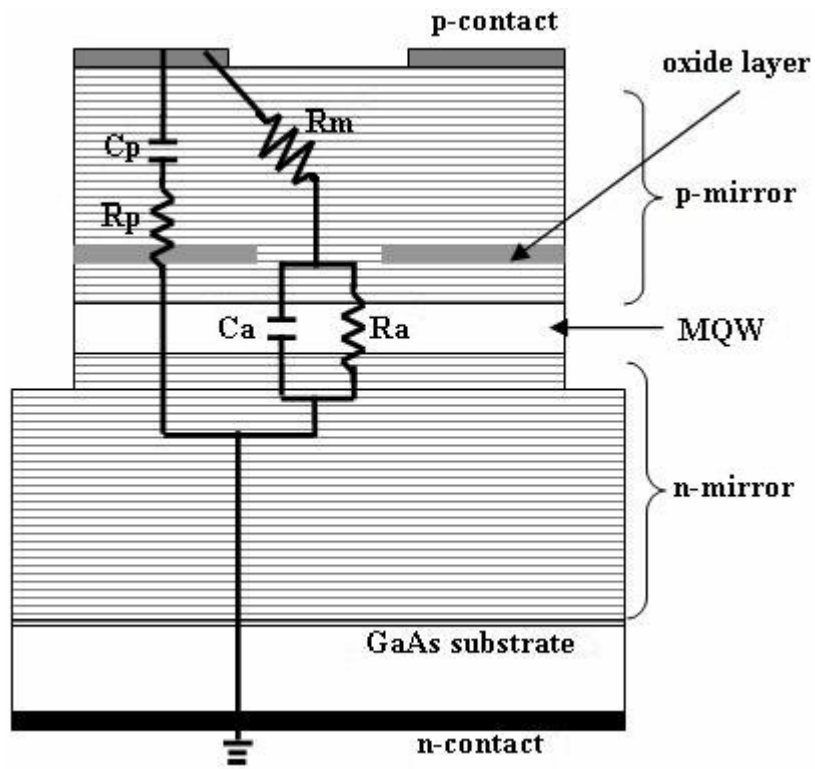 p-contact
oxide layer
Rm
Cp
Rp
p-mirror
Ca
Ra
MQW
n-mirror
GaAs substrate
n-contact